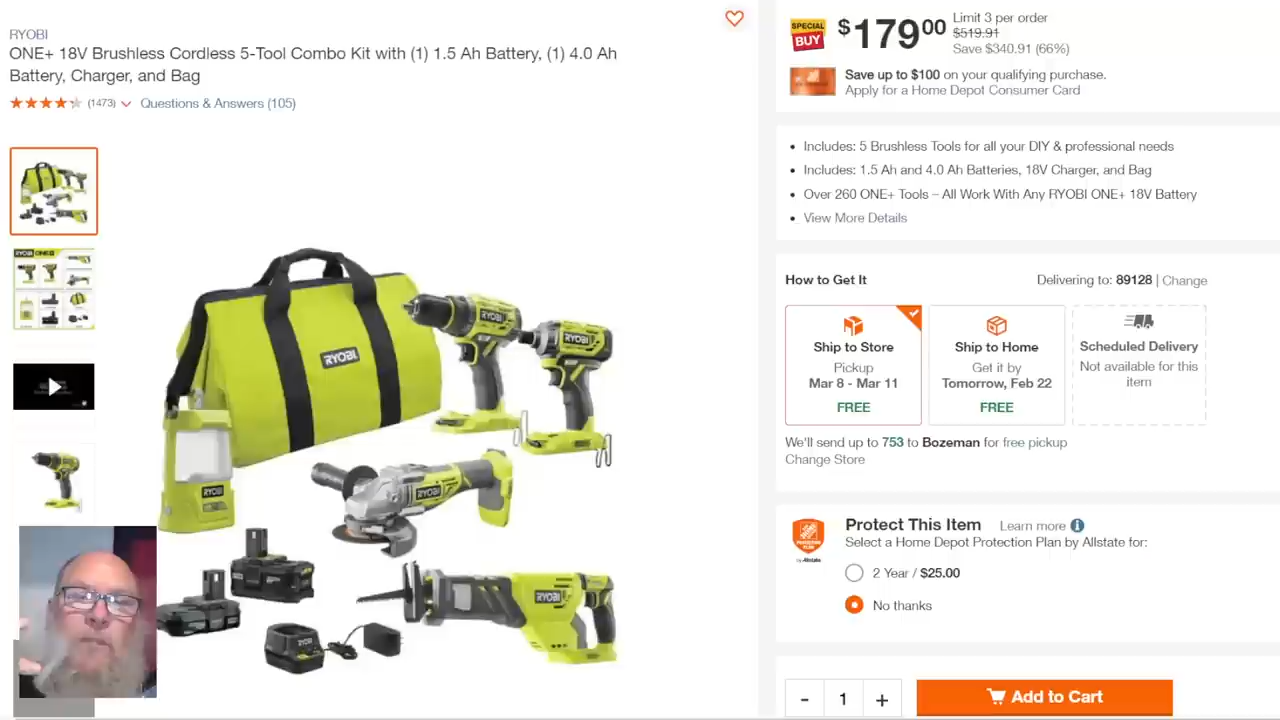 RYOBI
ONE+ 18V Brushless Cordless 5-Tool Combo Kit with (1) 1.5 Ah Battery, (1) 4.0 Ah
Battery, Charger, and Bag
(1473)
Questions & Answers (105)
RYOBI
RYOBI
RYOBI
RYOBI
RYOBI
RYOBI
SPECIAL
BUY
$179.00
Limit 3 per order
$519.91
Save $340.91 (66%)
Save up to $100 on your qualifying purchase.
Apply for a Home Depot Consumer Card
Includes: 5 Brushless Tools for all your DIY & professional needs
Includes: 1.5 Ah and 4.0 Ah Batteries, 18V Charger, and Bag
Over 260 ONE+ Tools – All Work With Any RYOBI ONE+ 18V Battery
View More Details
How to Get It
Delivering to: 89128 | Change
Ship to Store
Pickup
Mar 8 - Mar 11
FREE
Ship to Home
Get it by
Tomorrow, Feb 22
FREE
Scheduled Delivery
Not available for this
item
We'll send up to 753 to Bozeman for free pickup
Change Store
Protect This Item
Learn more
Select a Home Depot Protection Plan by Allstate for:
2 Year / $25.00
No thanks
- 1 +
Add to Cart